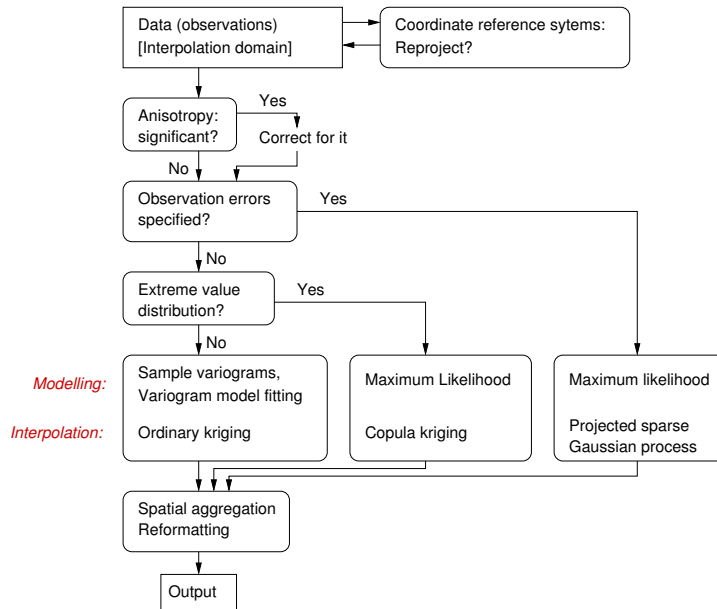 Data (observations)
[Interpolation domain]
Coordinate reference sytems:
Reproject?
Anisotropy:
significant?
Yes
Correct for it
No
Observation errors
specified?
Yes
No
Extreme value
distribution?
Yes
No
Modelling:
Sample variograms,
Variogram model fitting
Maximum Likelihood
Maximum likelihood
Interpolation:
Ordinary kriging
Copula kriging
Projected sparse
Gaussian process
Spatial aggregation
Reformatting
Output